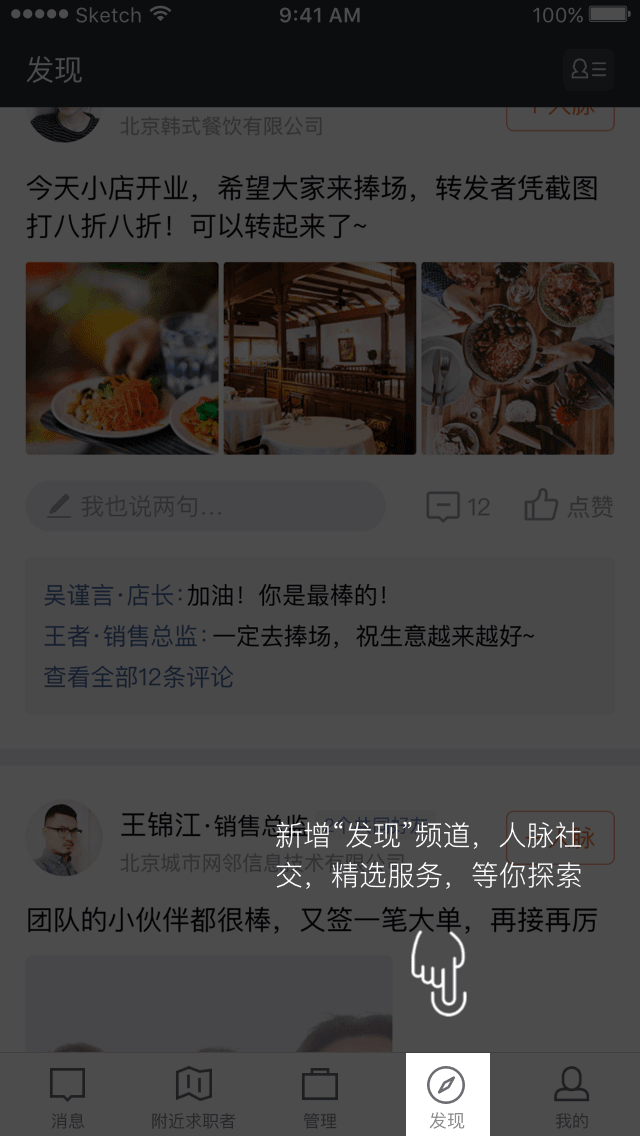 Sketch 9:41 AM 100%
发现
北京韩式餐饮有限公司
人脉
今天小店开业，希望大家来捧场，转发者凭截图
打八折八折！可以转起来了~
我也说两句... 12 点赞
吴谨言·店长：加油！你是最棒的！
王者·销售总监：一定去捧场，祝生意越来越好~
查看全部12条评论
王锦江·销售总监
新增“发现”频道，人脉社
北京城市网邻信息技术有限公司
交，精选服务，等你探索
团队的小伙伴都很棒，又签一笔大单，再接再厉
消息 附近求职者 管理 发现 我的